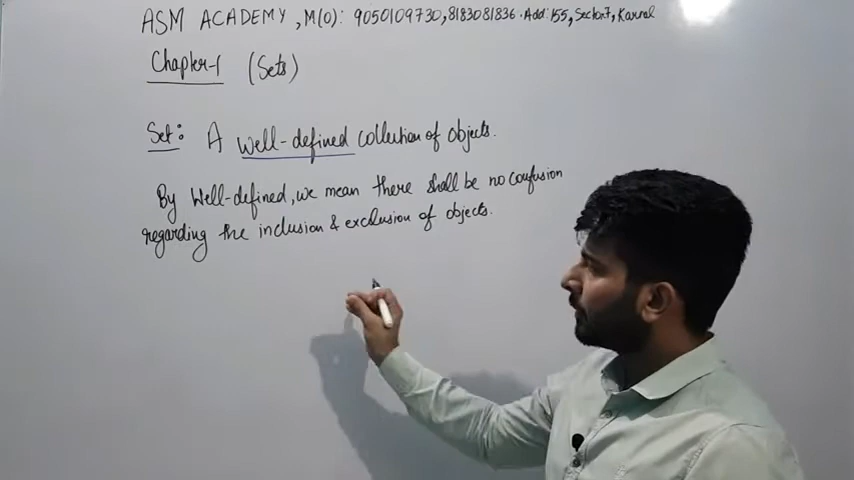 ASM ACADEMY, M(O): 9050109730, 8183081836. Add: 155, Sector 7, Karnal
Chapter-1 (Sets)
Set: A well-defined collection of objects.
By Well-defined, we mean there shall be no confusion
regarding the inclusion & exclusion of objects.